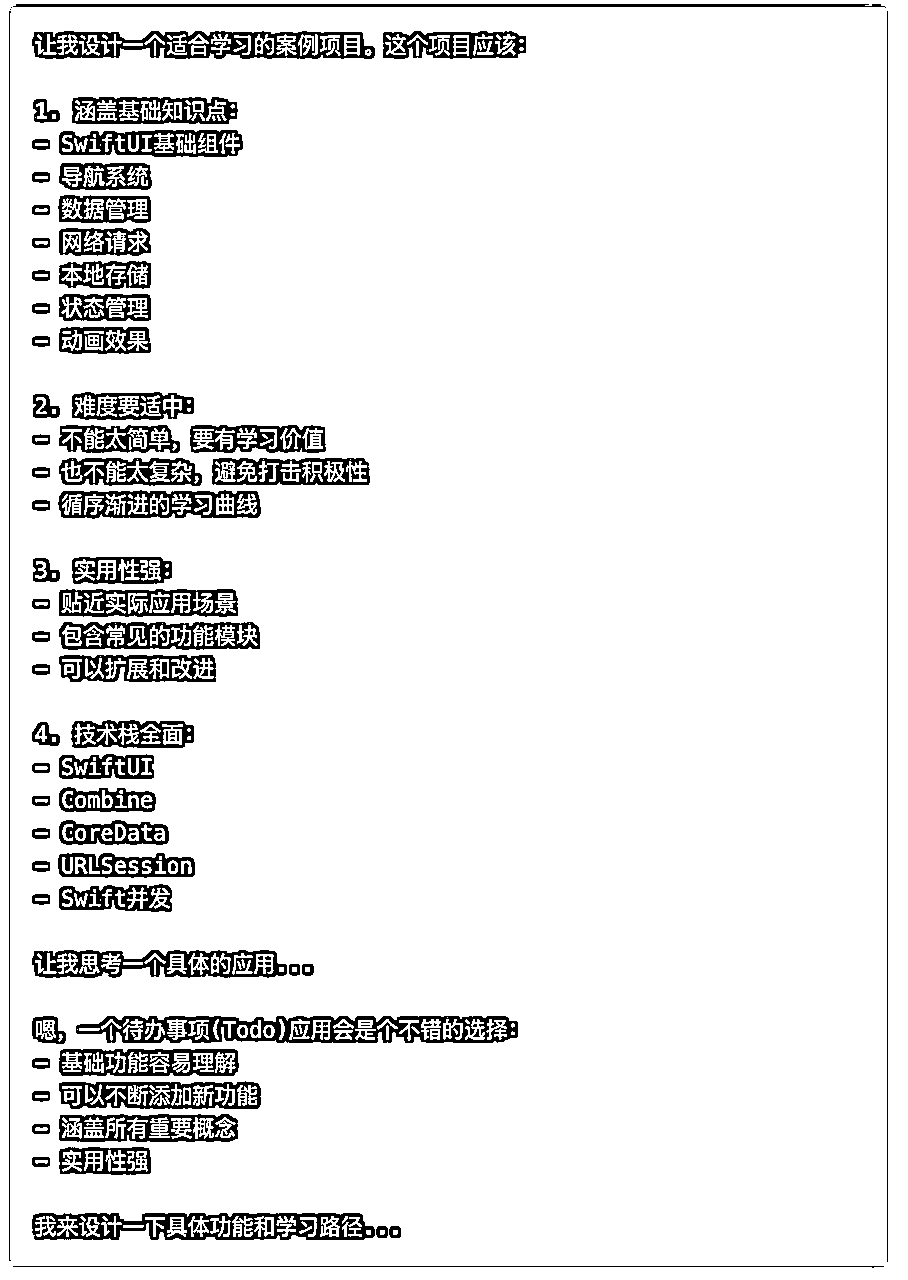 让我设计一个适合学习的案例项目。这个项目应该:
1. 涵盖基础知识点:
- SwiftUI基础组件
- 导航系统
- 数据管理
- 网络请求
- 本地存储
- 状态管理
- 动画效果
2. 难度要适中:
- 不能太简单，要有学习价值
- 也不能太复杂，避免打击积极性
- 循序渐进的学习曲线
3. 实用性强:
- 贴近实际应用场景
- 包含常见的功能模块
- 可以扩展和改进
4. 技术栈全面:
- SwiftUI
- Combine
- CoreData
- URLSession
- Swift并发
让我思考一个具体的应用...
嗯，一个待办事项(Todo)应用会是个不错的选择:
- 基础功能容易理解
- 可以不断添加新功能
- 涵盖所有重要概念
- 实用性强
我来设计一下具体功能和学习路径...